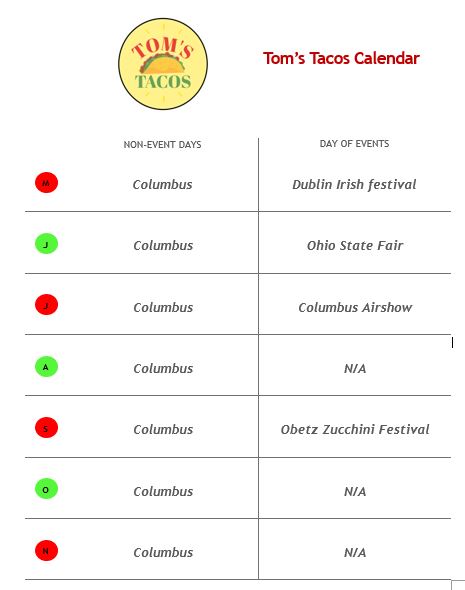 TOM'S
TACOS
Tom's Tacos Calendar
NON-EVENT DAYS DAY OF EVENTS
M Columbus Dublin Irish festival
J Columbus Ohio State Fair
J Columbus Columbus Airshow
A Columbus N/A
S Columbus Obetz Zucchini Festival
O Columbus N/A
N Columbus N/A